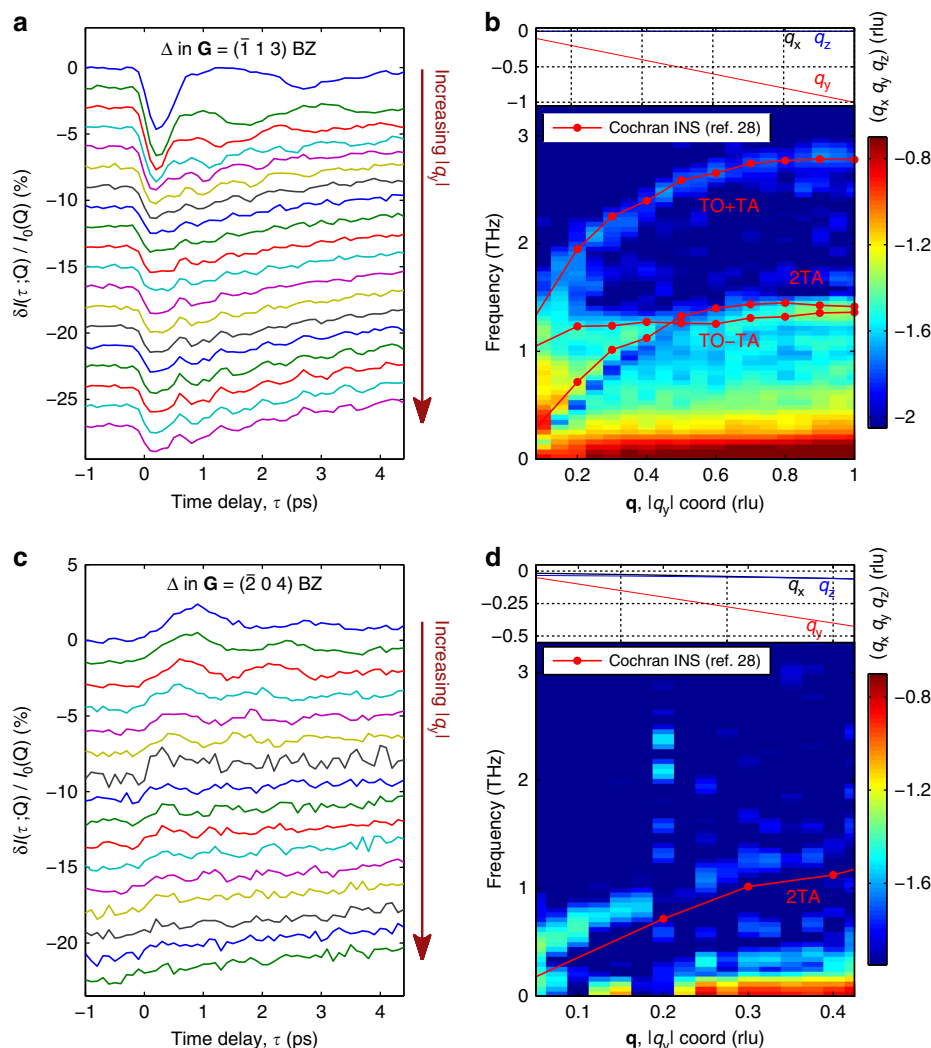 a
Δ in G = (1̄ 1 3) BZ
0
−5
−10
−15
−20
−25
δI(τ ;Q) / I0(Q) (%)
Increasing |qy|
−1 0 1 2 3 4
Time delay, τ (ps)
b
0
−0.5
−1
qx qz
qy
(qx qy qz) (rlu)
Cochran INS (ref. 28)
TO+TA
2TA
TO−TA
3
2
1
0
Frequency (THz)
0.2 0.4 0.6 0.8 1
q, |qy| coord (rlu)
−0.8
−1.2
−1.6
−2
c
Δ in G = (2̄ 0 4) BZ
5
0
−5
−10
−15
−20
δI(τ ;Q) / I0(Q) (%)
Increasing |qy|
−1 0 1 2 3 4
Time delay, τ (ps)
d
0
−0.25
−0.5
qx qz
qy
(qx qy qz) (rlu)
Cochran INS (ref. 28)
2TA
3
2
1
0
Frequency (THz)
0.1 0.2 0.3 0.4
q, |qy| coord (rlu)
−0.8
−1.2
−1.6